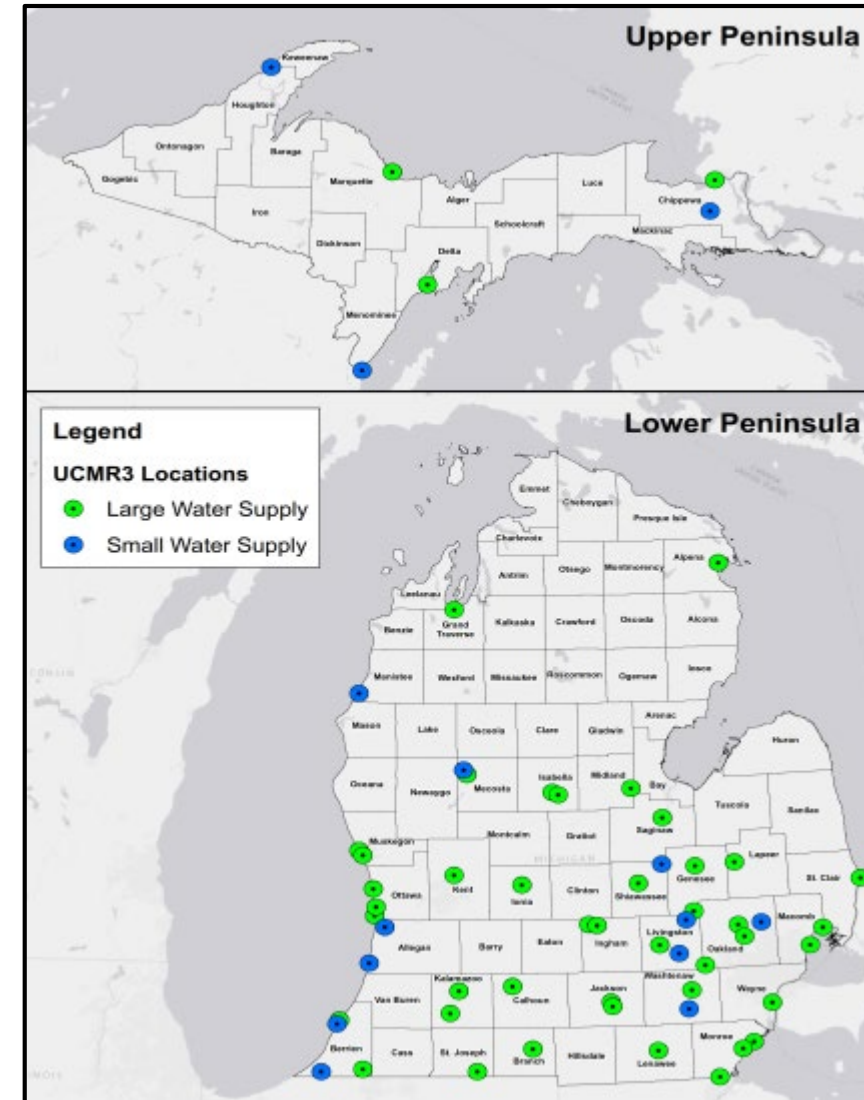 Upper Peninsula
Keweenaw
Houghton
Ontonagon
Baraga
Gogebic
Marquette
Luce
Alger
Chippewa
Iron
Schoolcraft
Mackinac
Dickinson
Delta
Menominee
Lower Peninsula
Legend
UCMR3 Locations
Large Water Supply
Small Water Supply
Emmet
Cheboygan
Presque Isle
Charlevoix
Alpena
Otsego
Montmorency
Antrim
Leelanau
Grand
Traverse
Kalkaska
Crawford
Oscoda
Alcona
Benzie
Manistee
Wexford
Missaukee
Roscommon
Ogemaw
Iosco
Arenac
Mason
Lake
Osceola
Clare
Gladwin
Huron
Oceana
Newaygo
Mecosta
Isabella
Midland
Bay
Tuscola
Sanilac
Saginaw
Muskegon
Montcalm
Gratiot
MICHIGAN
Lapeer
Genesee
St. Clair
Ottawa
Kent
Ionia
Clinton
Shiawassee
Macomb
Livingston
Oakland
Allegan
Barry
Eaton
Ingham
Washtenaw
Wayne
Kalamazoo
Van Buren
Calhoun
Jackson
Monroe
Berrien
Cass
St. Joseph
Branch
Hillsdale
Lenawee